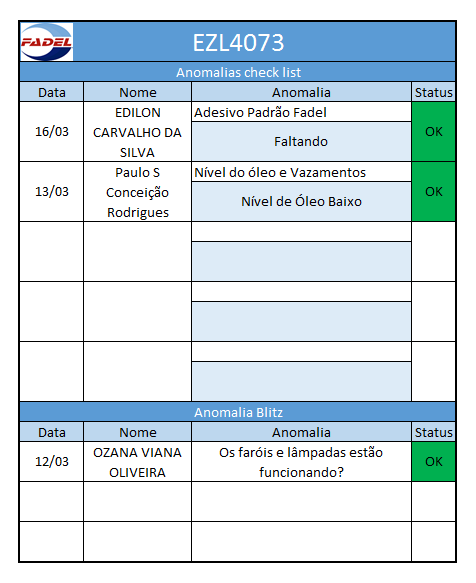 FADEL
EZL4073
Anomalias check list
Data Nome Anomalia Status
16/03
EDILON
CARVALHO DA
SILVA
Adesivo Padrão Fadel
Faltando
OK
13/03
Paulo S
Conceição
Rodrigues
Nível do óleo e Vazamentos
Nível de Óleo Baixo
OK
Anomalia Blitz
Data Nome Anomalia Status
12/03
OZANA VIANA
OLIVEIRA
Os faróis e lâmpadas estão
funcionando?
OK